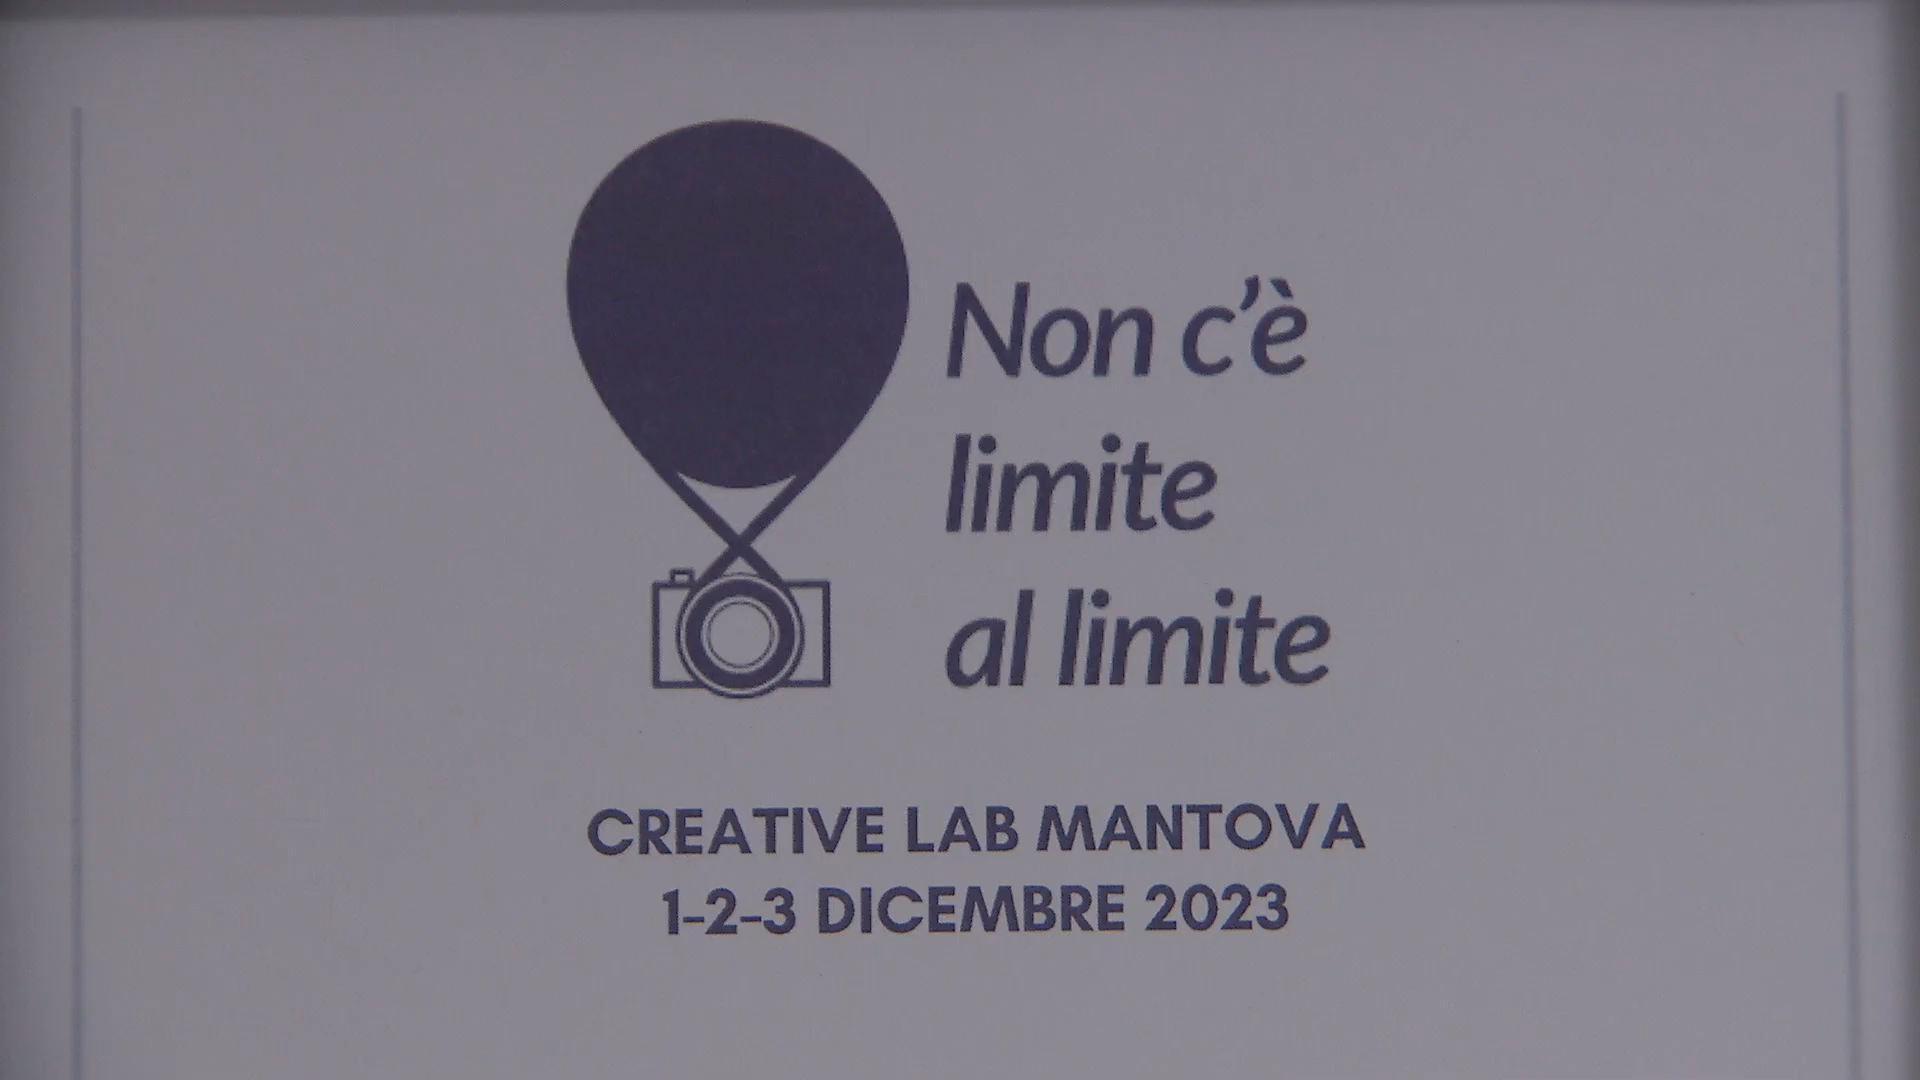 Non c'è
limite
al limite
CREATIVE LAB MANTOVA
1-2-3 DICEMBRE 2023